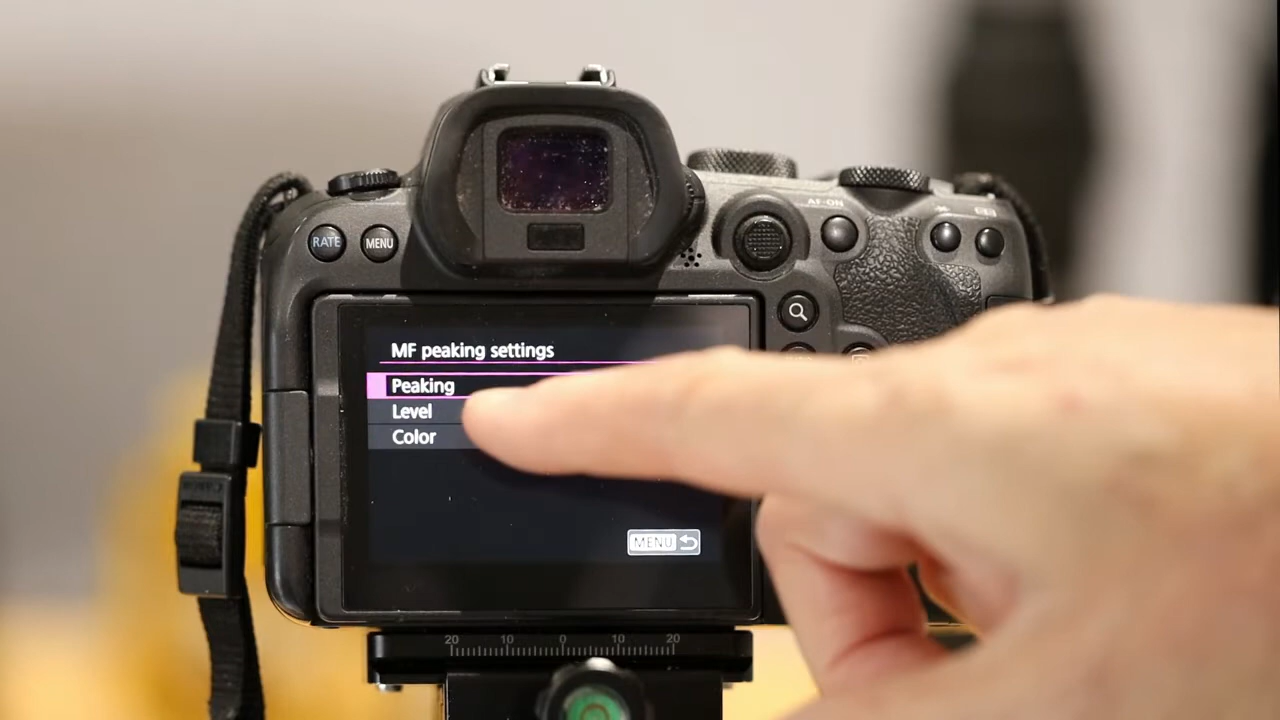 AF-ON
RATE
MENU
MF peaking settings
Peaking
Level
Color
MENU
20 10 0 10 20